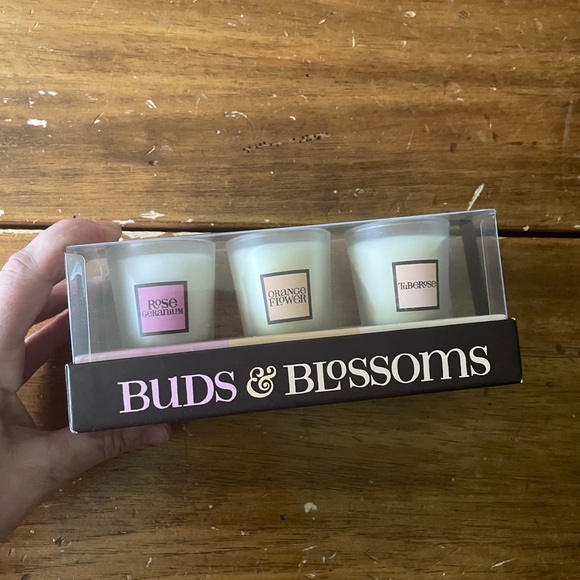 Rose
Geranium
Orange
Flower
Tuberose
Buds & Blossoms